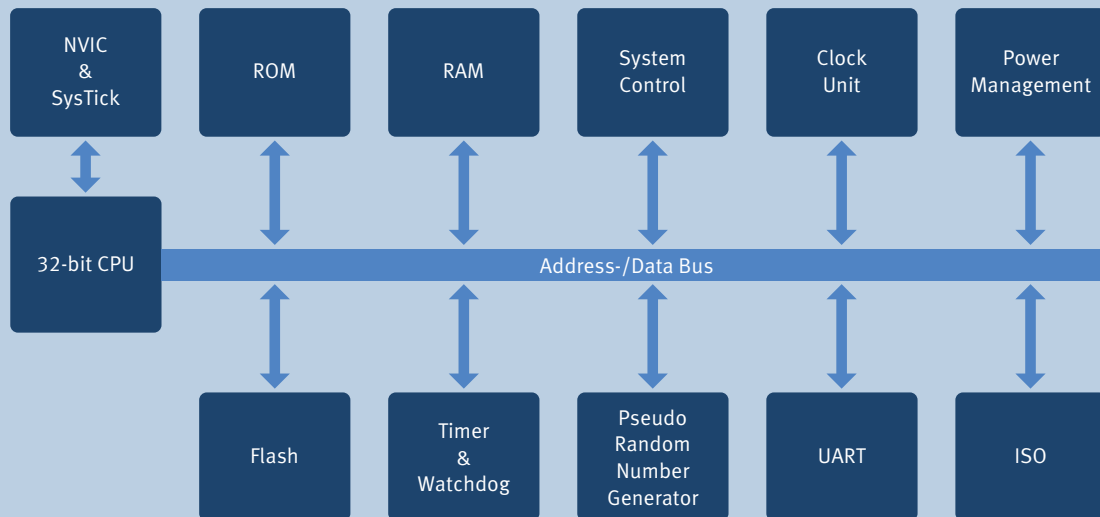 NVIC
&
SysTick
ROM
RAM
System
Control
Clock
Unit
Power
Management
32-bit CPU
Address-/Data Bus
Flash
Timer
&
Watchdog
Pseudo
Random
Number
Generator
UART
ISO